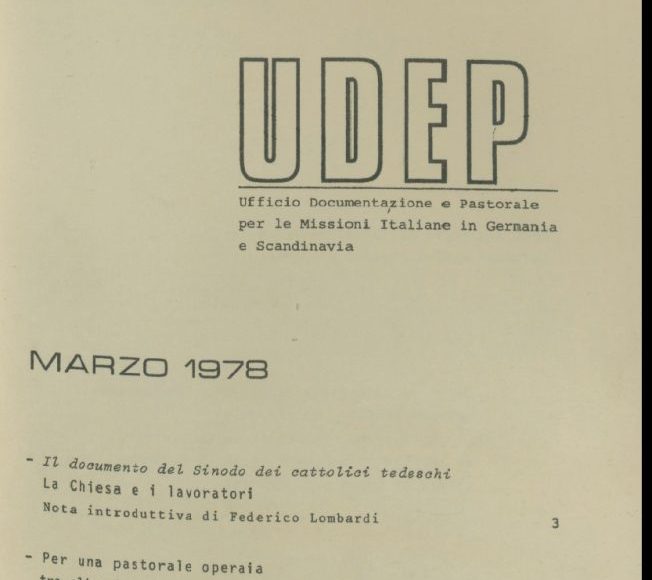 UDEP
Ufficio Documentazione e Pastorale
per le Missioni Italiane in Germania
e Scandinavia
MARZO 1978
- Il documento del Sinodo dei cattolici tedeschi
La Chiesa e i lavoratori
Nota introduttiva di Federico Lombardi 3
- Per una pastorale operaia